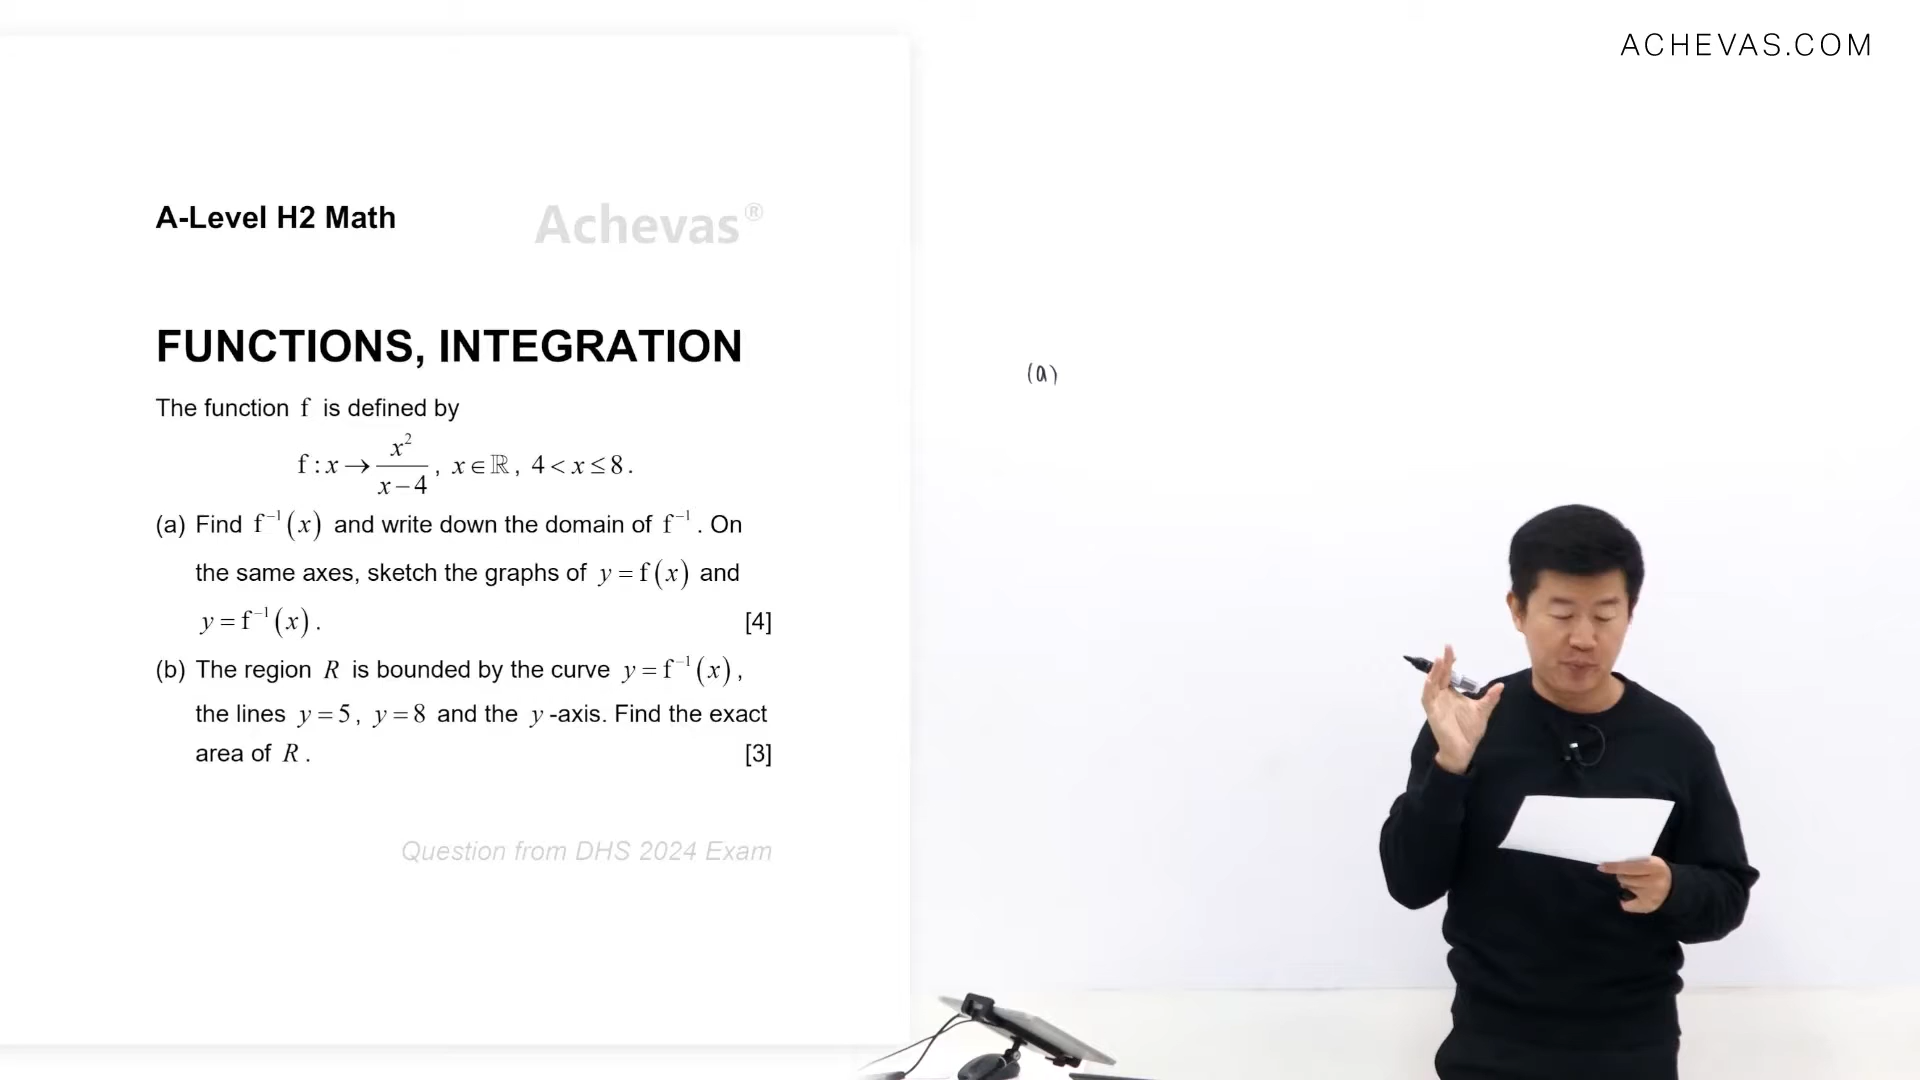 ACHEVAS.COM
A-Level H2 Math
Achevas®
FUNCTIONS, INTEGRATION
The function f is defined by
f : x → x²/(x − 4), x ∈ ℝ, 4 < x ≤ 8.
(a) Find f⁻¹(x) and write down the domain of f⁻¹. On
the same axes, sketch the graphs of y = f(x) and
y = f⁻¹(x). [4]
(b) The region R is bounded by the curve y = f⁻¹(x),
the lines y = 5, y = 8 and the y-axis. Find the exact
area of R. [3]
Question from DHS 2024 Exam
(a)